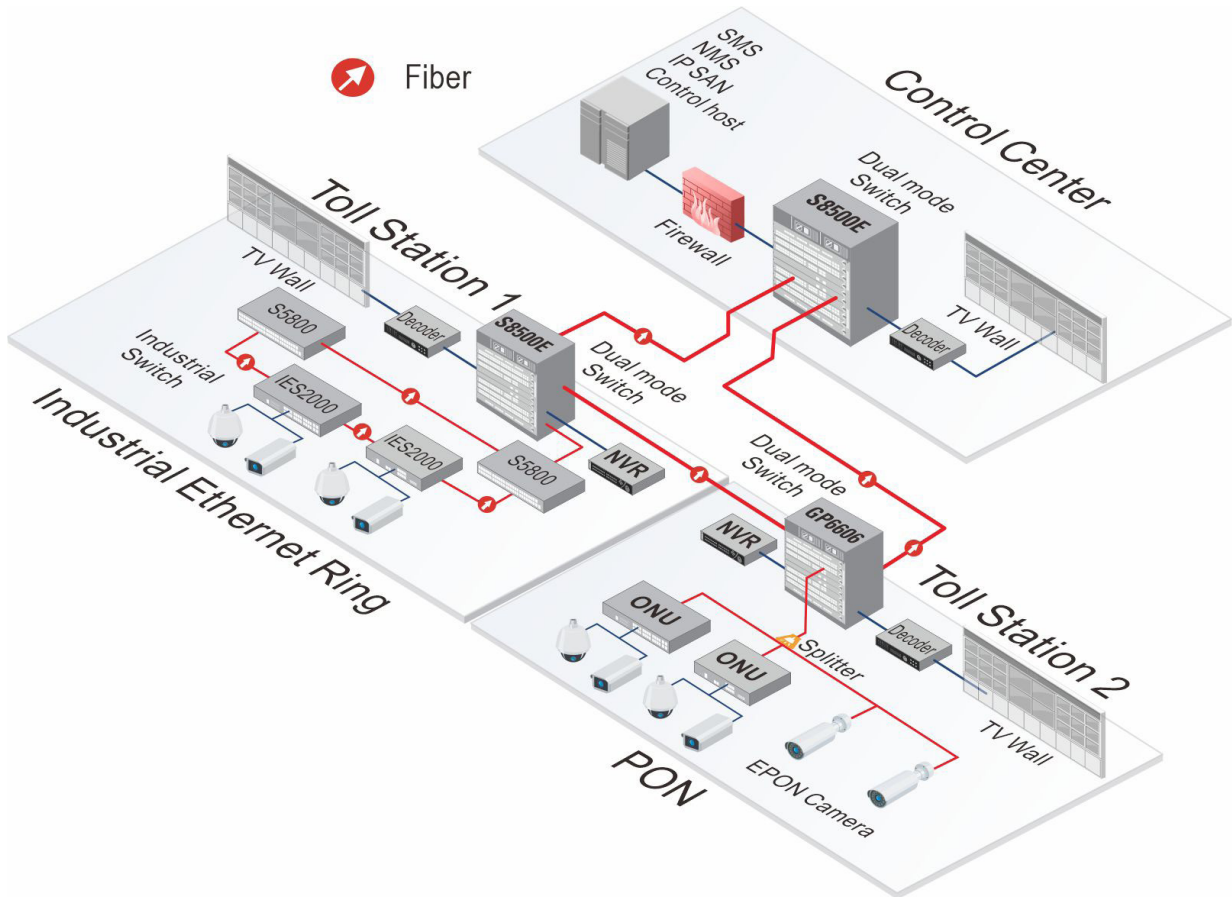 Fiber
SMS
NMS
IP SAN
Control host
Control Center
Dual mode
Switch
S8500E
Firewall
Decoder
TV Wall
Toll Station 1
TV Wall
S5800
Decoder
S8500E
Dual mode
Switch
Industrial
Switch
IES2000
IES2000
S5800
NVR
Industrial Ethernet Ring
Dual mode
Switch
GP6606
NVR
Toll Station 2
ONU
ONU
Splitter
Decoder
TV Wall
EPON Camera
PON